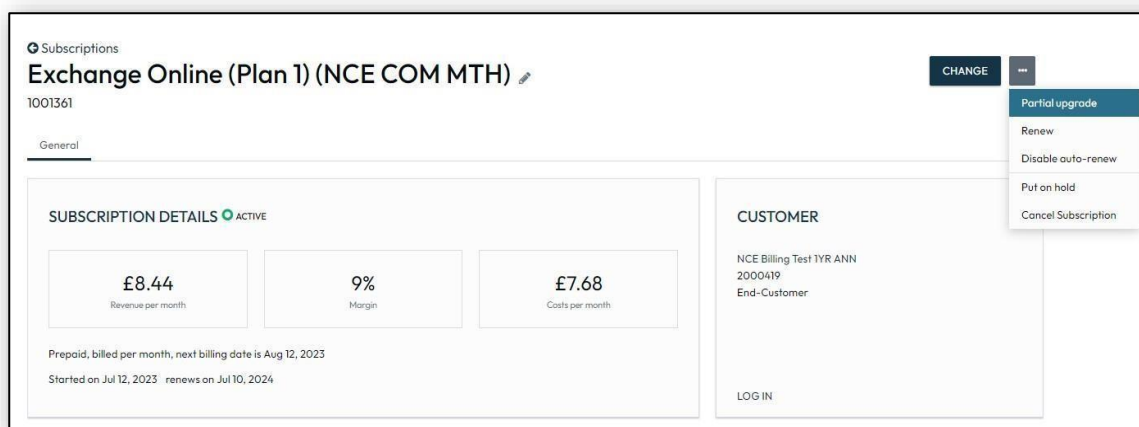 Subscriptions
Exchange Online (Plan 1) (NCE COM MTH)
1001361
CHANGE
Partial upgrade
Renew
Disable auto-renew
Put on hold
Cancel Subscription
General
SUBSCRIPTION DETAILS ACTIVE
£8.44
Revenue per month
9%
Margin
£7.68
Costs per month
Prepaid, billed per month, next billing date is Aug 12, 2023
Started on Jul 12, 2023 renews on Jul 10, 2024
CUSTOMER
NCE Billing Test 1YR ANN
2000419
End-Customer
LOG IN